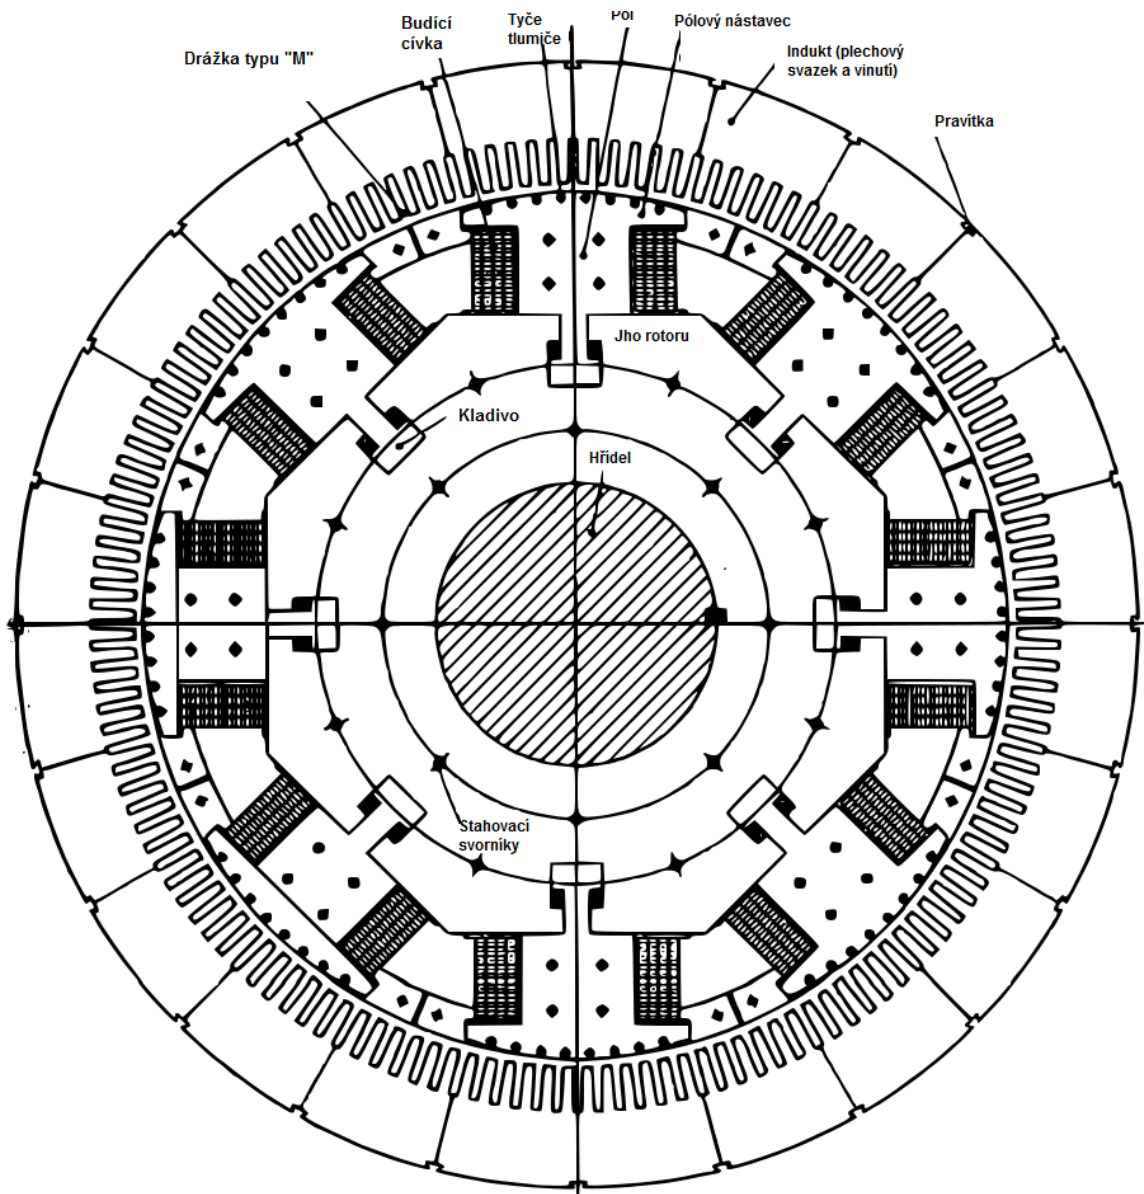 Budící
cívka
Tyče
tlumiče
Pól
Pólový nástavec
Drážka typu "M"
Indukt (plechový
svazek a vinutí)
Pravítka
Jho rotoru
Kladivo
Hřídel
Stahovací
svorníky